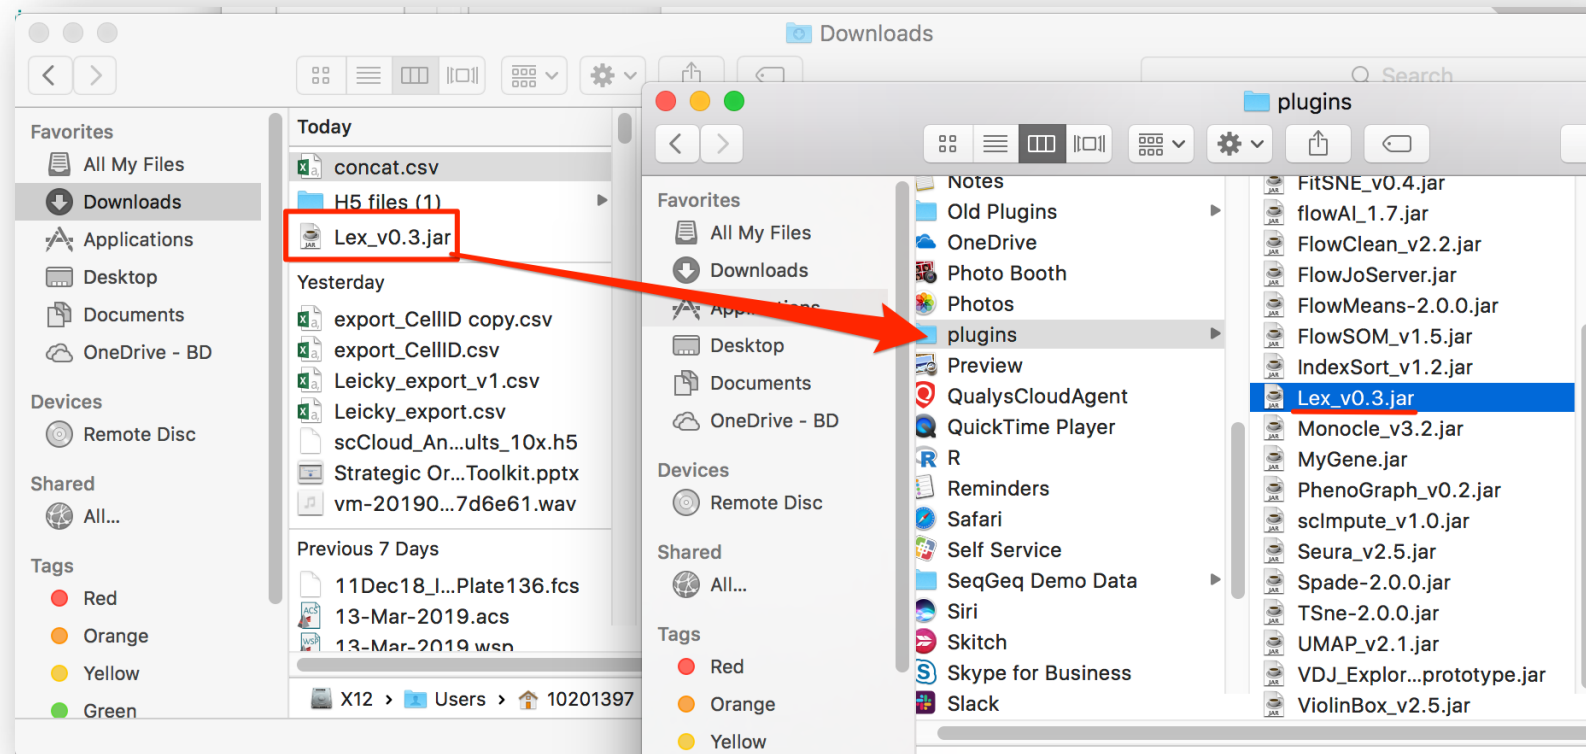 Downloads
Search
Favorites
All My Files
Downloads
Applications
Desktop
Documents
OneDrive - BD
Devices
Remote Disc
Shared
All...
Tags
Red
Orange
Yellow
Green
Today
concat.csv
H5 files (1)
Lex_v0.3.jar
Yesterday
export_CellID copy.csv
export_CellID.csv
Leicky_export_v1.csv
Leicky_export.csv
scCloud_An...ults_10x.h5
Strategic Or...Toolkit.pptx
vm-20190...7d6e61.wav
Previous 7 Days
11Dec18_I...Plate136.fcs
13-Mar-2019.acs
13-Mar-2019.wsp
X12 › Users › 10201397
plugins
Favorites
All My Files
Downloads
Applications
Desktop
Documents
OneDrive - BD
Devices
Remote Disc
Shared
All...
Tags
Red
Orange
Yellow
Notes
Old Plugins
OneDrive
Photo Booth
Photos
plugins
Preview
QualysCloudAgent
QuickTime Player
R
Reminders
Safari
Self Service
SeqGeq Demo Data
Siri
Skitch
Skype for Business
Slack
FitSNE_v0.4.jar
flowAI_1.7.jar
FlowClean_v2.2.jar
FlowJoServer.jar
FlowMeans-2.0.0.jar
FlowSOM_v1.5.jar
IndexSort_v1.2.jar
Lex_v0.3.jar
Monocle_v3.2.jar
MyGene.jar
PhenoGraph_v0.2.jar
scImpute_v1.0.jar
Seura_v2.5.jar
Spade-2.0.0.jar
TSne-2.0.0.jar
UMAP_v2.1.jar
VDJ_Explor...prototype.jar
ViolinBox_v2.5.jar